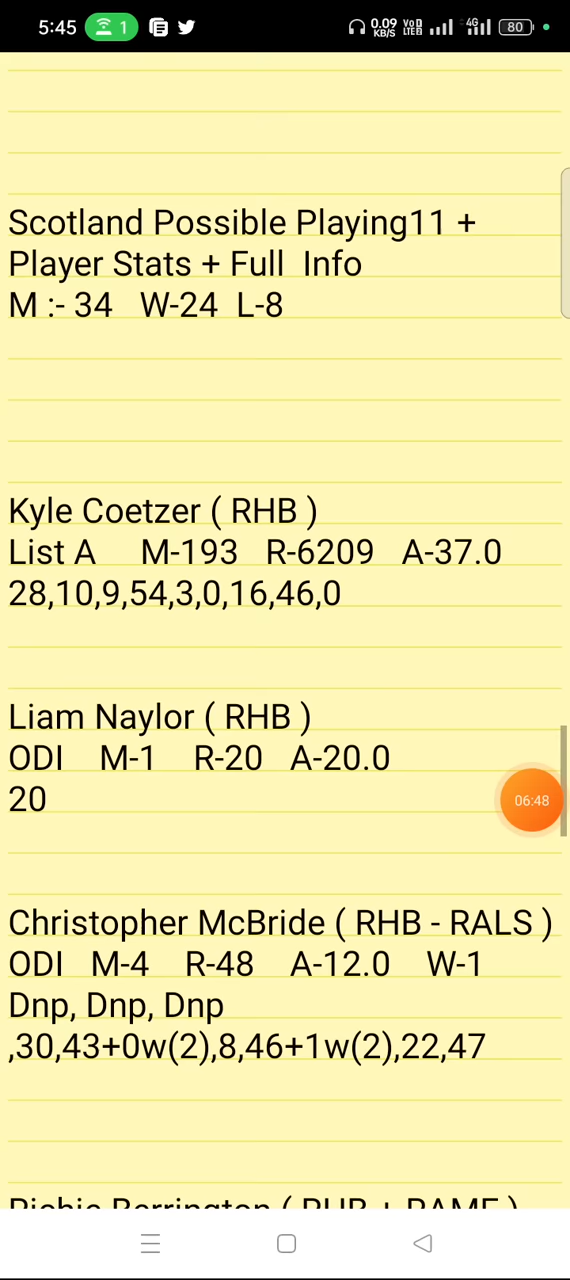 5:45 1 0.09 KB/S Vo LTE 4G 80
Scotland Possible Playing11 +
Player Stats + Full Info
M :- 34 W-24 L-8
Kyle Coetzer ( RHB )
List A M-193 R-6209 A-37.0
28,10,9,54,3,0,16,46,0
Liam Naylor ( RHB )
ODI M-1 R-20 A-20.0
20
06:48
Christopher McBride ( RHB - RALS )
ODI M-4 R-48 A-12.0 W-1
Dnp, Dnp, Dnp
,30,43+0w(2),8,46+1w(2),22,47